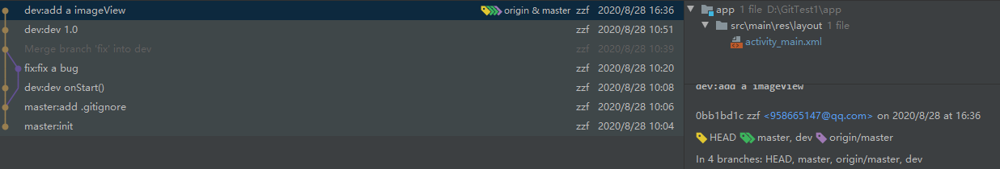 dev:add a imageView origin & master zzf 2020/8/28 16:36
dev:dev 1.0 zzf 2020/8/28 10:51
Merge branch 'fix' into dev zzf 2020/8/28 10:39
fix:fix a bug zzf 2020/8/28 10:20
dev:dev onStart() zzf 2020/8/28 10:08
master:add .gitignore zzf 2020/8/28 10:06
master:init zzf 2020/8/28 10:04
app 1 file D:\GitTest1\app
src\main\res\layout 1 file
activity_main.xml
dev:add a imageView
0bb1bd1c zzf <958665147@qq.com> on 2020/8/28 at 16:36
HEAD master, dev origin/master
In 4 branches: HEAD, master, origin/master, dev